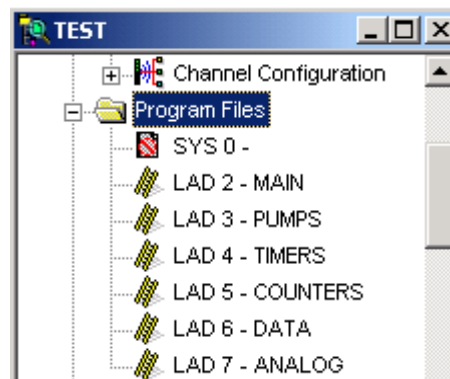 TEST
Channel Configuration
Program Files
SYS 0 -
LAD 2 - MAIN
LAD 3 - PUMPS
LAD 4 - TIMERS
LAD 5 - COUNTERS
LAD 6 - DATA
LAD 7 - ANALOG